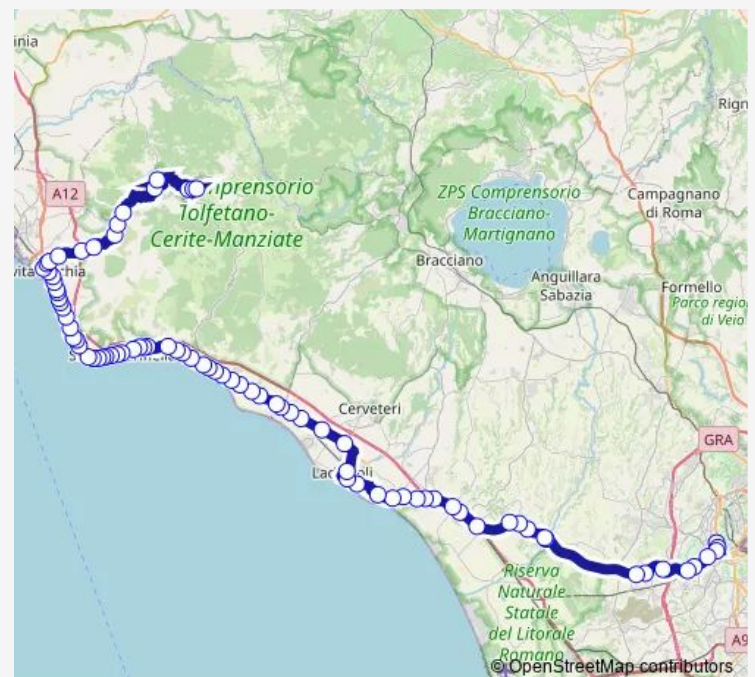 inia
Rign
A12
mprensorio
Tolfetano-
Cerite-Manziate
ZPS Comprensorio
Bracciano-
Martignano
Campagnano
di Roma
Bracciano
Anguillara
Sabazia
Formello
Parco regio
di Veio
Cerveteri
GRA
Riserva
Naturale
Statale
del Litorale
Romano
A9
© OpenStreetMap contributors